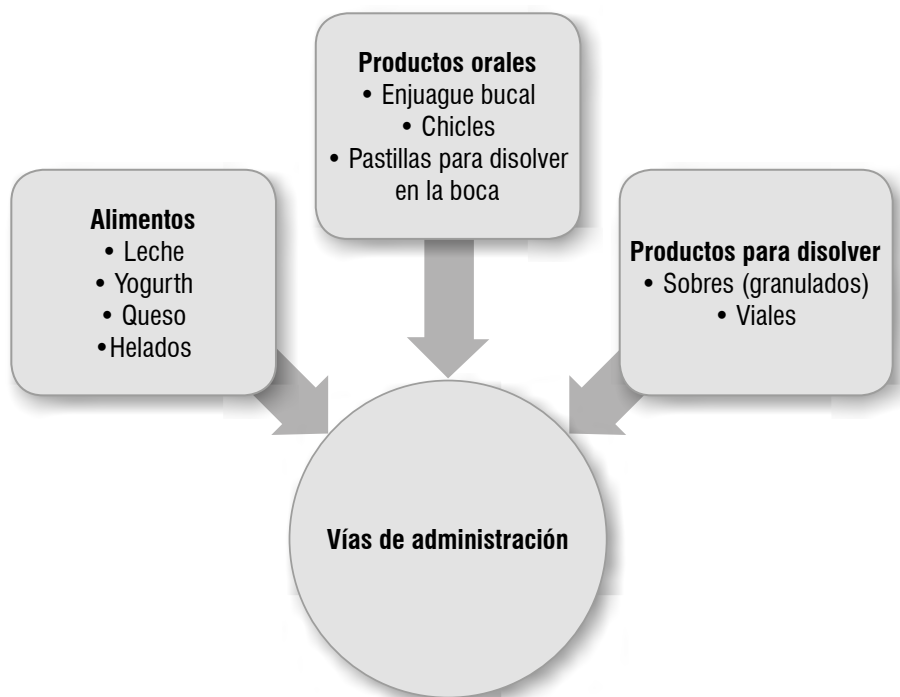 Productos orales
• Enjuague bucal
• Chicles
• Pastillas para disolver
en la boca
Alimentos
• Leche
• Yogurth
• Queso
•Helados
Productos para disolver
• Sobres (granulados)
• Viales
Vías de administración